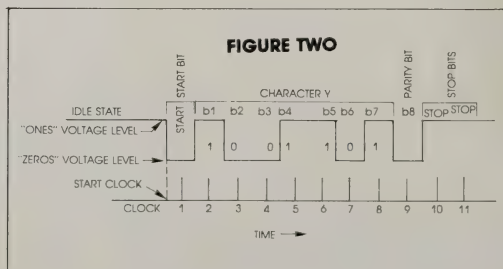 FIGURE TWO
START BIT
CHARACTER Y
PARITY BIT
STOP BITS
IDLE STATE
START
b1 b2 b3 b4 b5 b6 b7 b8 STOP STOP
"ONES" VOLTAGE LEVEL
1 0 0 1 1 0 1
"ZEROS" VOLTAGE LEVEL
START CLOCK
CLOCK 1 2 3 4 5 6 7 8 9 10 11
TIME